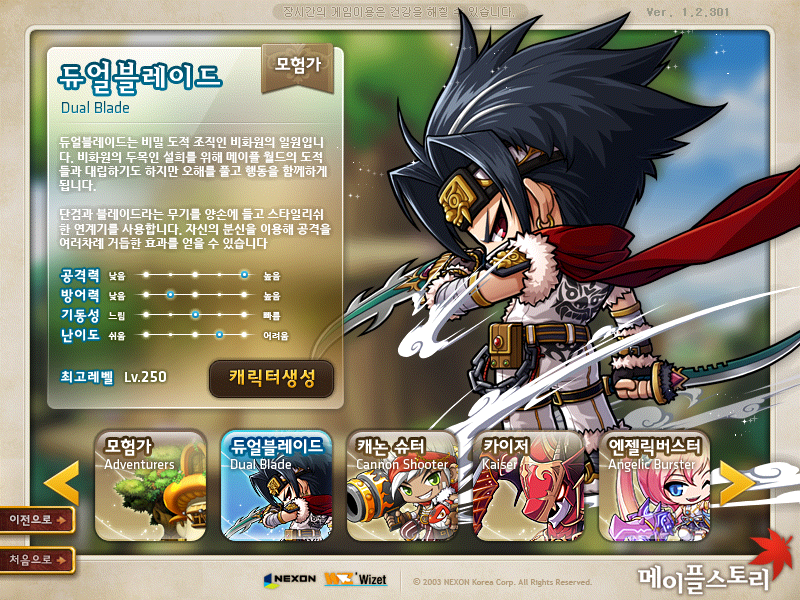 장시간의 게임이용은 건강을 해칠 수 있습니다.
Ver. 1.2.301
듀얼블레이드
모험가
Dual Blade
듀얼블레이드는 비밀 도적 조직인 비화원의 일원입니
다. 비화원의 두목인 설희를 위해 메이플 월드의 도적
들과 대립하기도 하지만 오해를 풀고 행동을 함께하게
됩니다.
단검과 블레이드라는 무기를 양손에 들고 스타일리쉬
한 연계기를 사용합니다. 자신의 분신을 이용해 공격을
여러차례 거듭한 효과를 얻을 수 있습니다
공격력 낮음 높음
방어력 낮음 높음
기동성 느림 빠름
난이도 쉬움 어려움
최고레벨 Lv.250
캐릭터생성
모험가
Adventurers
듀얼블레이드
Dual Blade
캐논 슈터
Cannon Shooter
카이저
Kaiser
엔젤릭버스터
Angelic Burster
이전으로
처음으로
NEXON
Wizet
© 2003 NEXON Korea Corp. All Rights Reserved.
메이플스토리